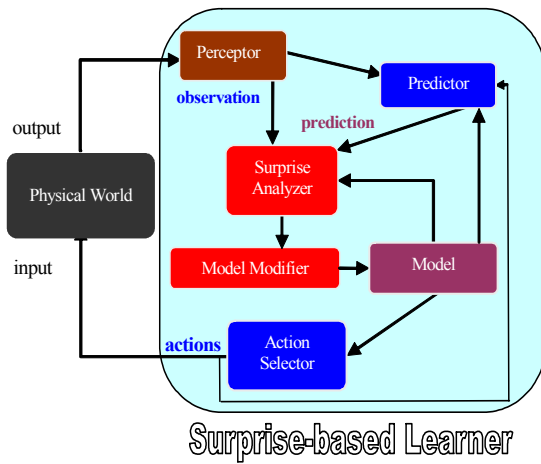 Perceptor
Predictor
observation
prediction
output
Surprise
Analyzer
Physical World
input
Model Modifier
Model
actions
Action
Selector
Surprise-based Learner